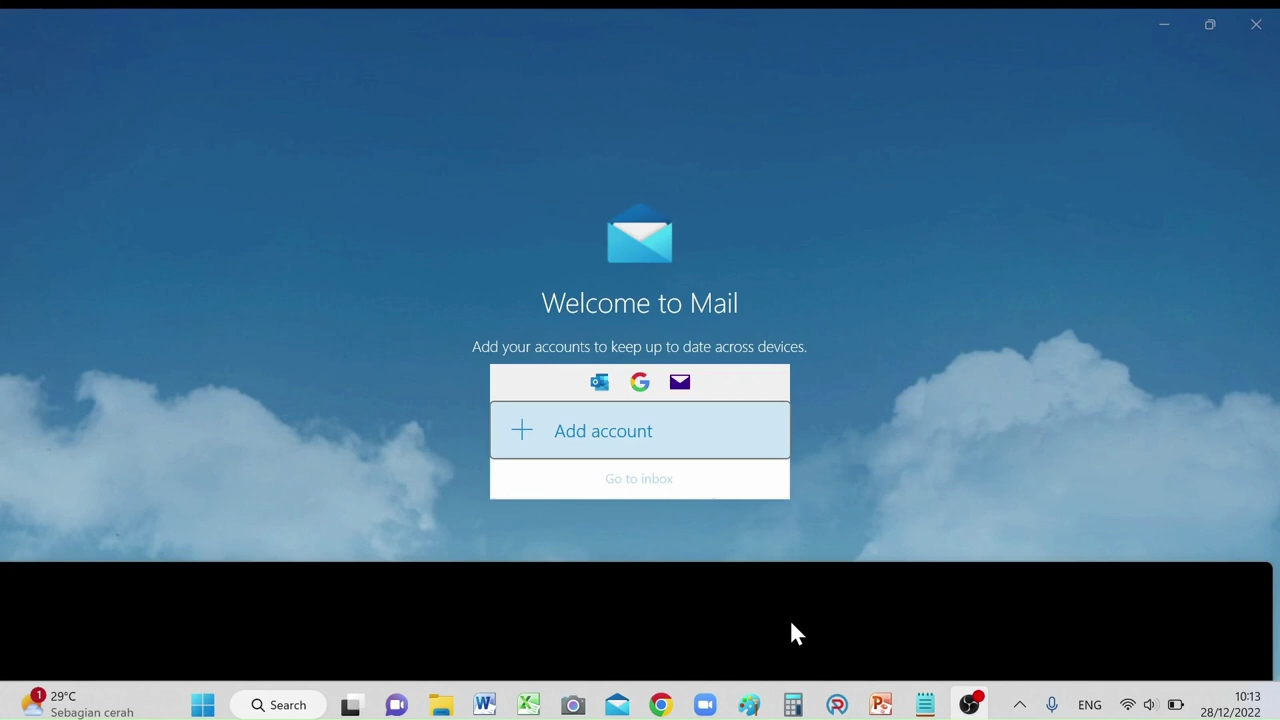 Welcome to Mail
Add your accounts to keep up to date across devices.
Add account
Go to inbox
1
29°C
Sebagian cerah
Search
ENG
10:13
28/12/2022